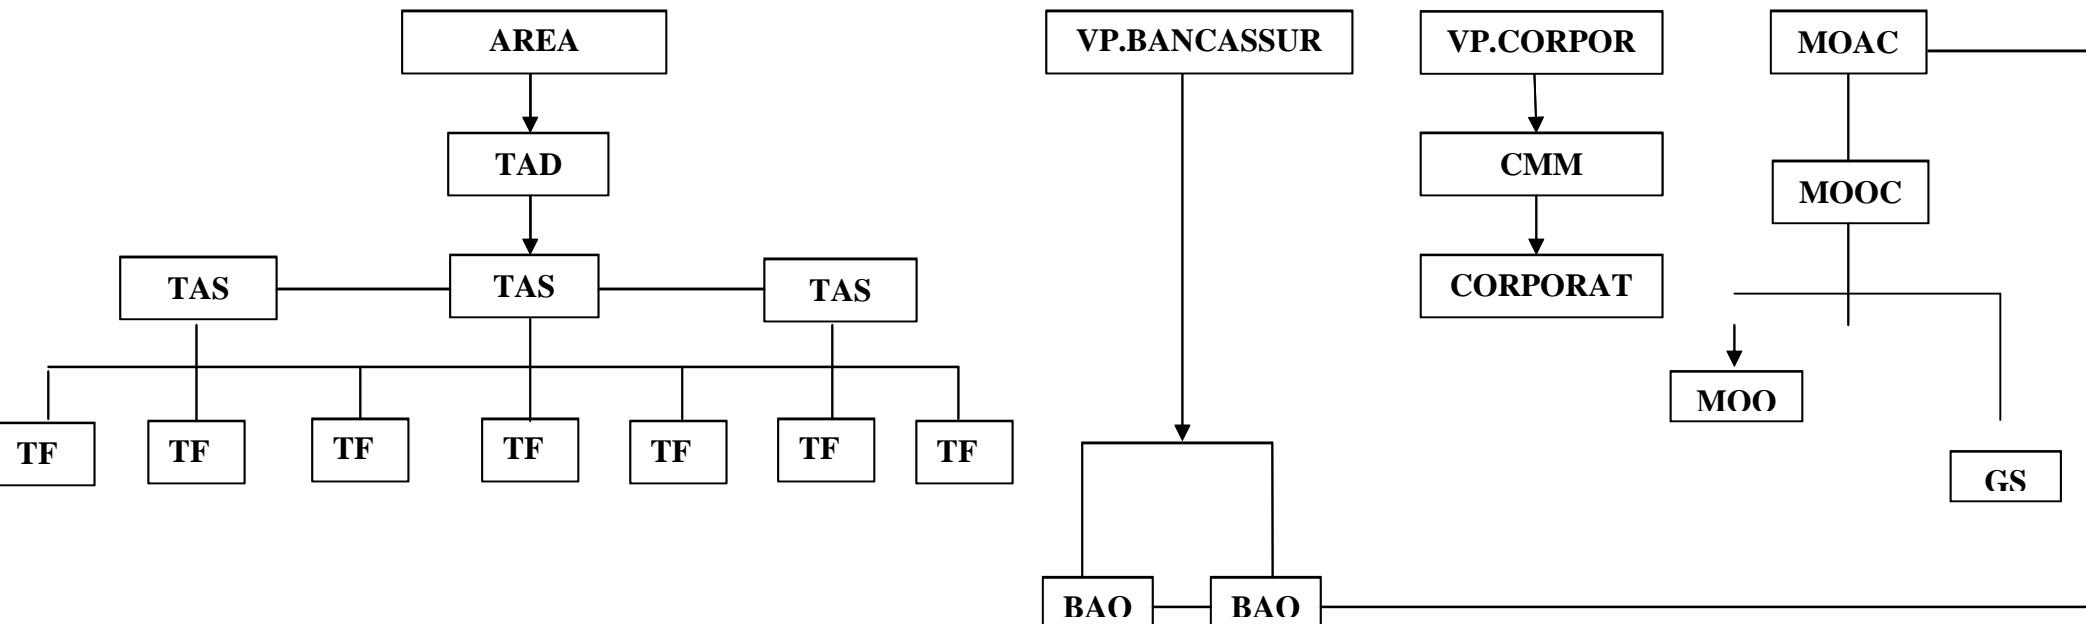 AREA
VP.BANCASSUR
VP.CORPOR
MOAC
TAD
CMM
MOOC
TAS
TAS
TAS
CORPORAT
MOO
TF
TF
TF
TF
TF
TF
TF
GS
BAO
BAO